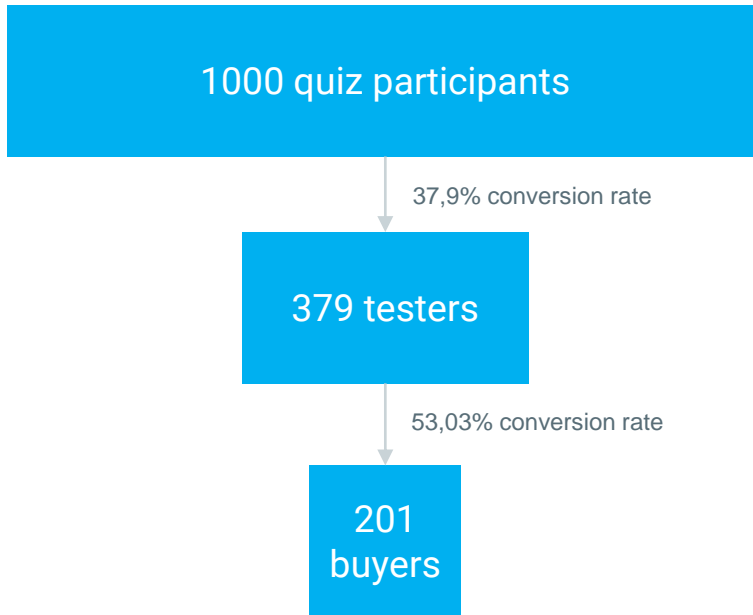 1000 quiz participants
37,9% conversion rate
379 testers
53,03% conversion rate
201
buyers